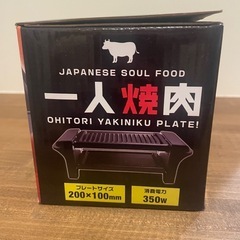 JAPANESE SOUL FOOD
一人焼肉
OHITORI YAKINIKU PLATE!
プレートサイズ
200×100mm
消費電力
350W